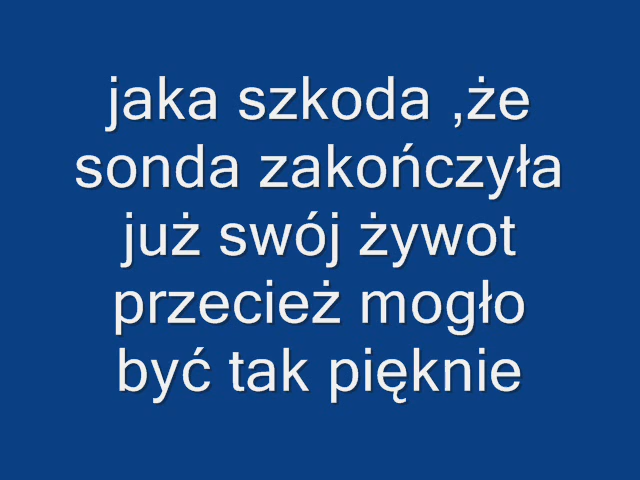 jaka szkoda ,że
sonda zakończyła
już swój żywot
przecież mogło
być tak pięknie